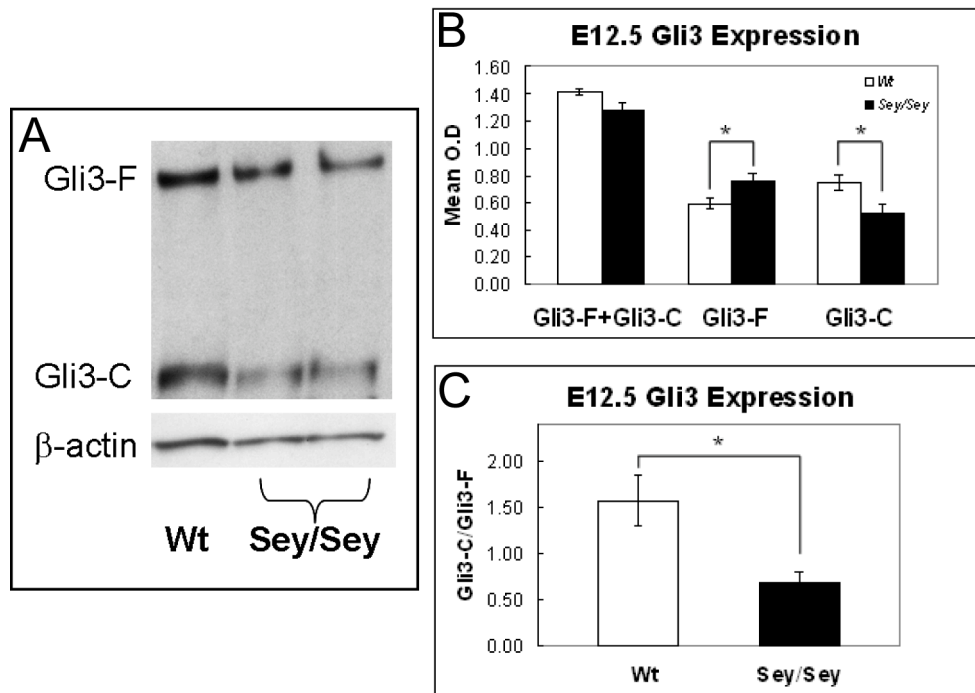 A
Gli3-F
Gli3-C
β-actin
Wt
Sey/Sey
B
E12.5 Gli3 Expression
Mean O.D
1.60
1.40
1.20
1.00
0.80
0.60
0.40
0.20
0.00
Wt
Sey/Sey
*
*
Gli3-F+Gli3-C
Gli3-F
Gli3-C
C
E12.5 Gli3 Expression
Gli3-C/Gli3-F
2.00
1.50
1.00
0.50
0.00
*
Wt
Sey/Sey